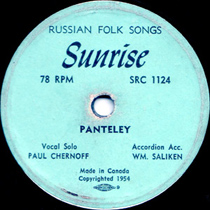 RUSSIAN FOLK SONGS
Sunrise
78 RPM SRC 1124
PANTELEY
Vocal Solo Accordion Acc.
PAUL CHERNOFF WM. SALIKEN
Made in Canada
Copyrighted 1954